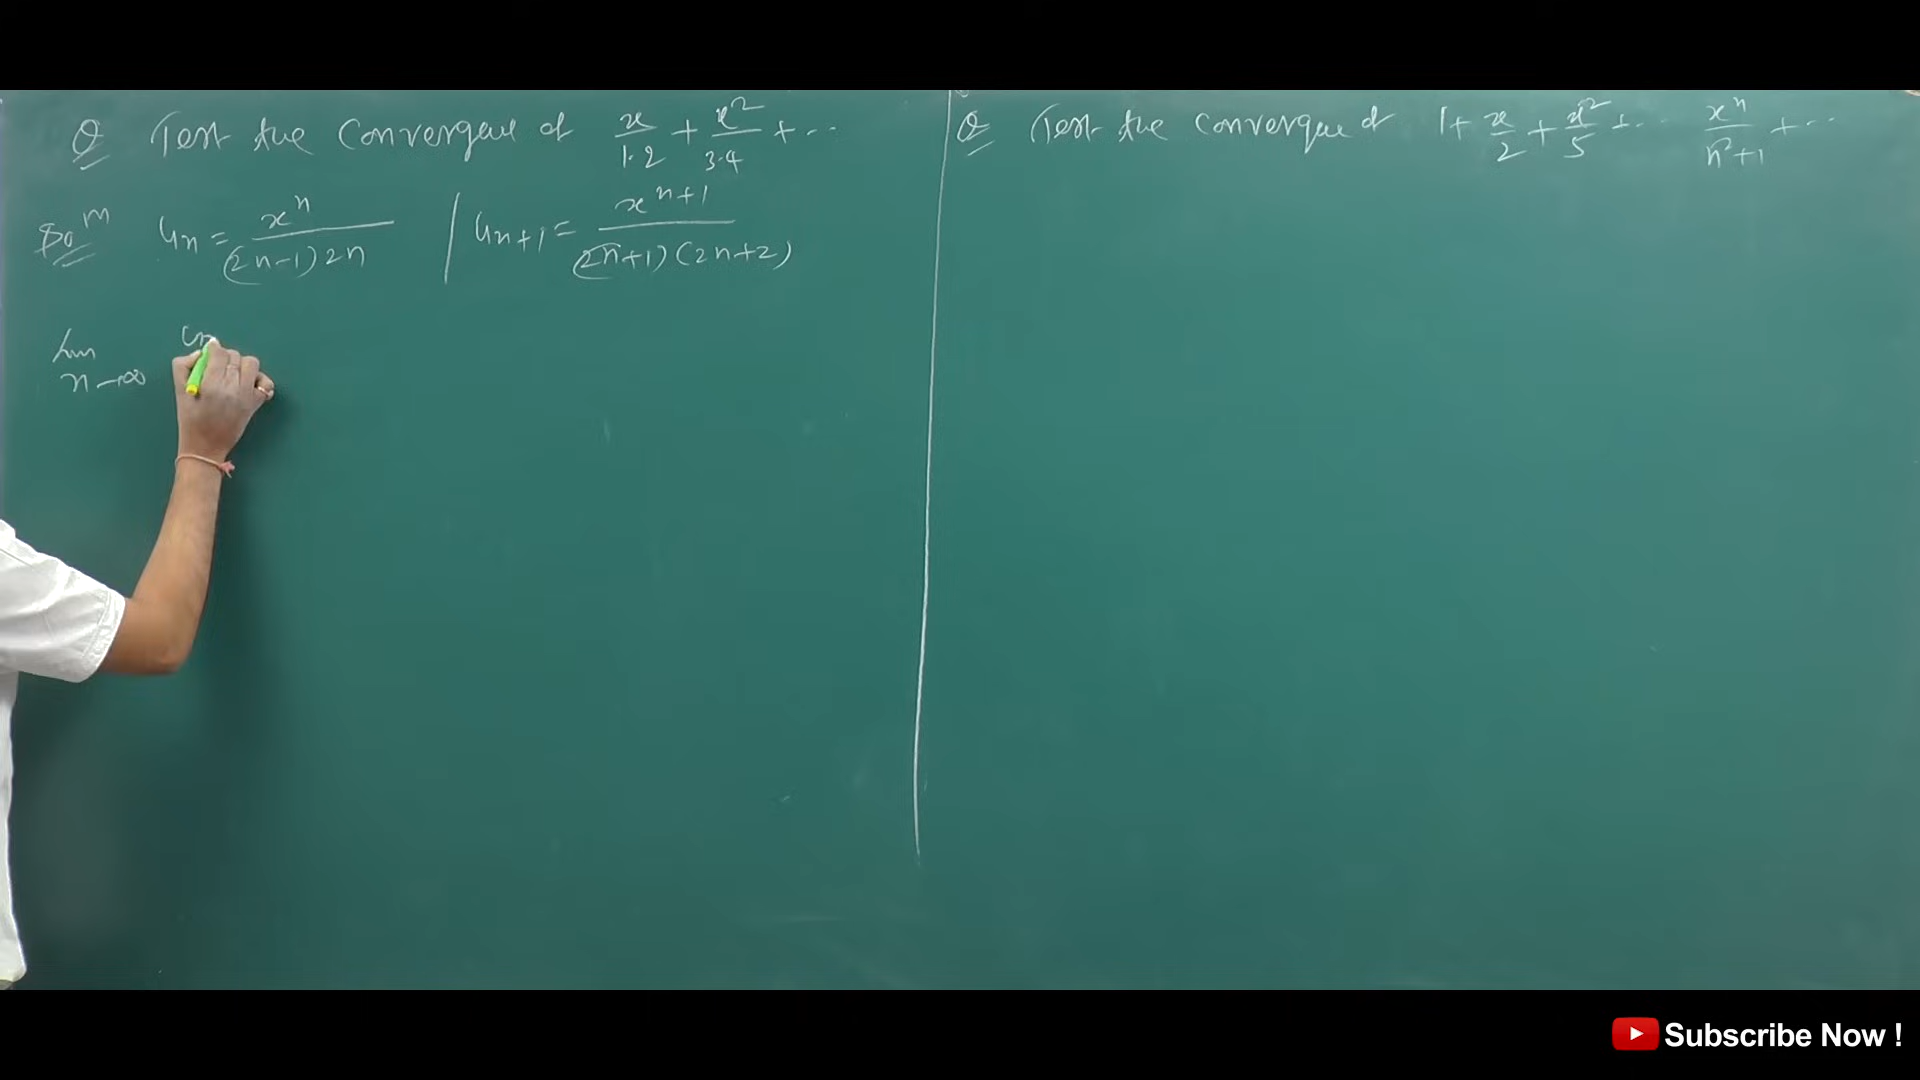 Q Test the Convergence of x/1·2 + x²/3·4 + ··
Solⁿ uₙ = xⁿ/(2n-1)2n | uₙ₊₁ = xⁿ⁺¹/(2n+1)(2n+2)
lim n→∞ un
Q Test the Convergence of 1 + x/2 + x²/5 + ·· xⁿ/n²+1 + ··
Subscribe Now !